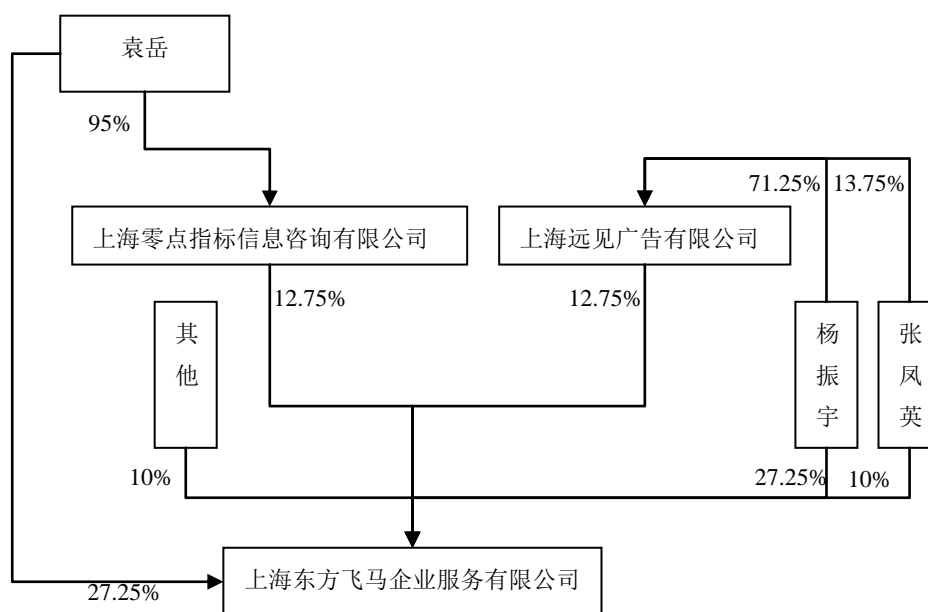 袁岳
95%
71.25%
13.75%
上海零点指标信息咨询有限公司
上海远见广告有限公司
12.75%
12.75%
其他
杨振宇
张凤英
10%
27.25%
10%
上海东方飞马企业服务有限公司
27.25%